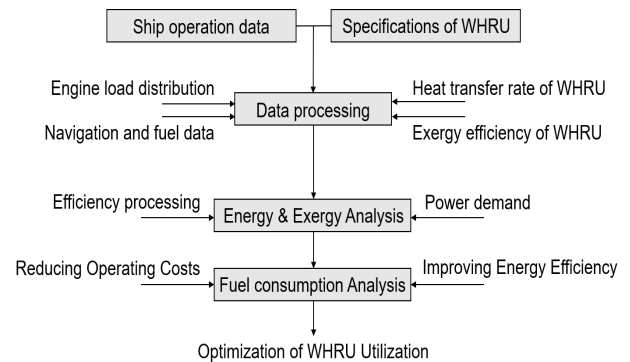 Ship operation data
Specifications of WHRU
Engine load distribution
Heat transfer rate of WHRU
Data processing
Navigation and fuel data
Exergy efficiency of WHRU
Efficiency processing
Power demand
Energy & Exergy Analysis
Reducing Operating Costs
Improving Energy Efficiency
Fuel consumption Analysis
Optimization of WHRU Utilization